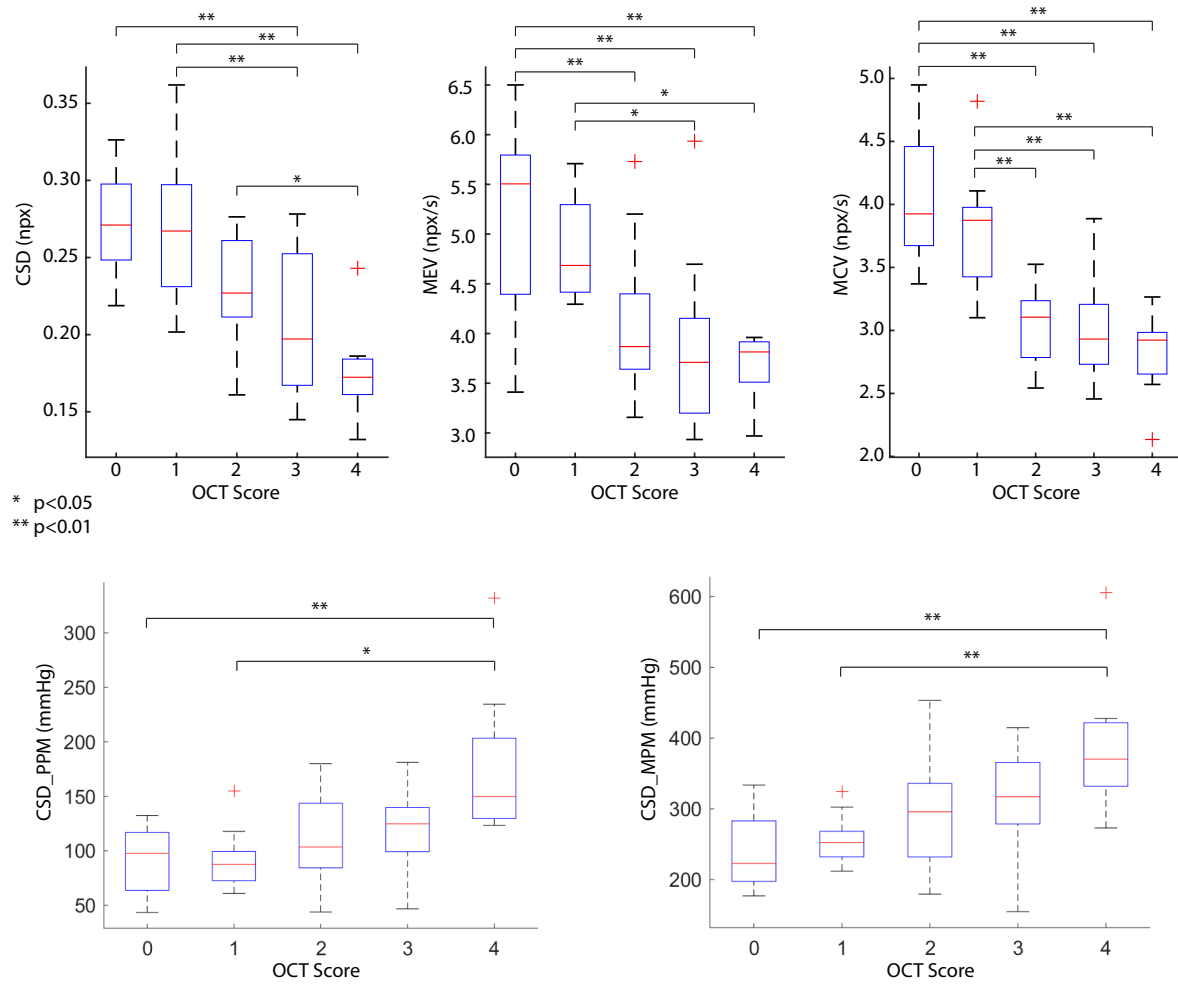 **
**
**
*
CSD (npx)
0.35
0.30
0.25
0.20
0.15
0 1 2 3 4
OCT Score
**
**
**
*
*
MEV (npx/s)
6.5
6.0
5.5
5.0
4.5
4.0
3.5
3.0
0 1 2 3 4
OCT Score
**
**
**
**
**
**
MCV (npx/s)
5.0
4.5
4.0
3.5
3.0
2.5
2.0
0 1 2 3 4
OCT Score
* p<0.05
** p<0.01
**
*
CSD_PPM (mmHg)
300
250
200
150
100
50
0 1 2 3 4
OCT Score
**
**
CSD_MPM (mmHg)
600
500
400
300
200
0 1 2 3 4
OCT Score